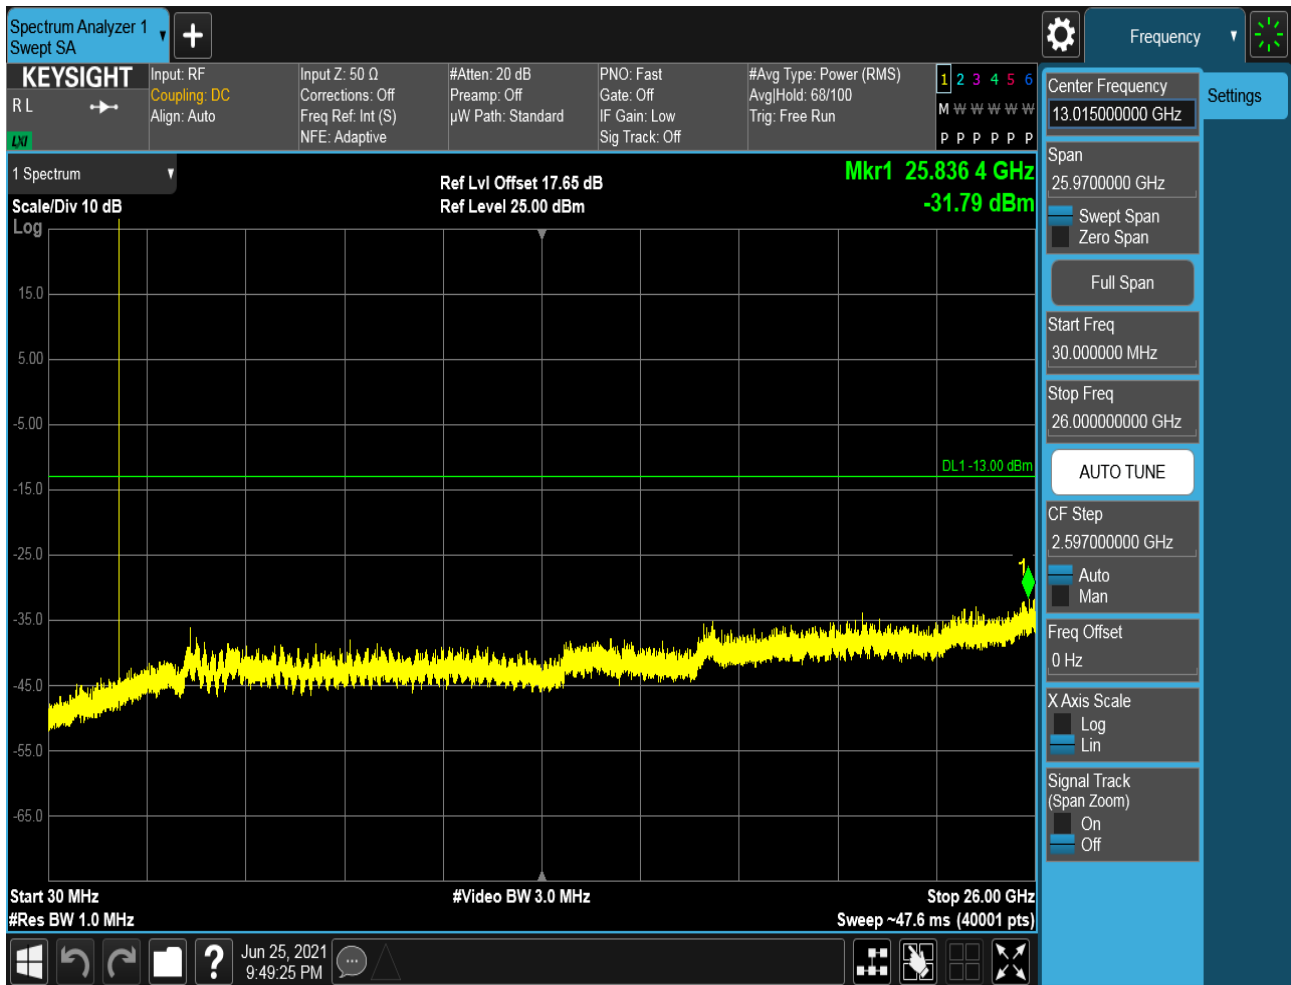 Spectrum Analyzer 1
Swept SA
Frequency
KEYSIGHT
R L
LXI
Input: RF
Coupling: DC
Align: Auto
Input Z: 50 Ω
Corrections: Off
Freq Ref: Int (S)
NFE: Adaptive
#Atten: 20 dB
Preamp: Off
µW Path: Standard
PNO: Fast
Gate: Off
IF Gain: Low
Sig Track: Off
#Avg Type: Power (RMS)
Avg|Hold: 68/100
Trig: Free Run
1 2 3 4 5 6
M W W W W W
P P P P P P
1 Spectrum
Scale/Div 10 dB
Log
Ref Lvl Offset 17.65 dB
Ref Level 25.00 dBm
Mkr1 25.836 4 GHz
-31.79 dBm
15.0
5.00
-5.00
-15.0
-25.0
-35.0
-45.0
-55.0
-65.0
DL1 -13.00 dBm
1
Start 30 MHz
#Res BW 1.0 MHz
#Video BW 3.0 MHz
Stop 26.00 GHz
Sweep ~47.6 ms (40001 pts)
Jun 25, 2021
9:49:25 PM
?
Center Frequency
13.015000000 GHz
Settings
Span
25.9700000 GHz
Swept Span
Zero Span
Full Span
Start Freq
30.000000 MHz
Stop Freq
26.000000000 GHz
AUTO TUNE
CF Step
2.597000000 GHz
Auto
Man
Freq Offset
0 Hz
X Axis Scale
Log
Lin
Signal Track
(Span Zoom)
On
Off